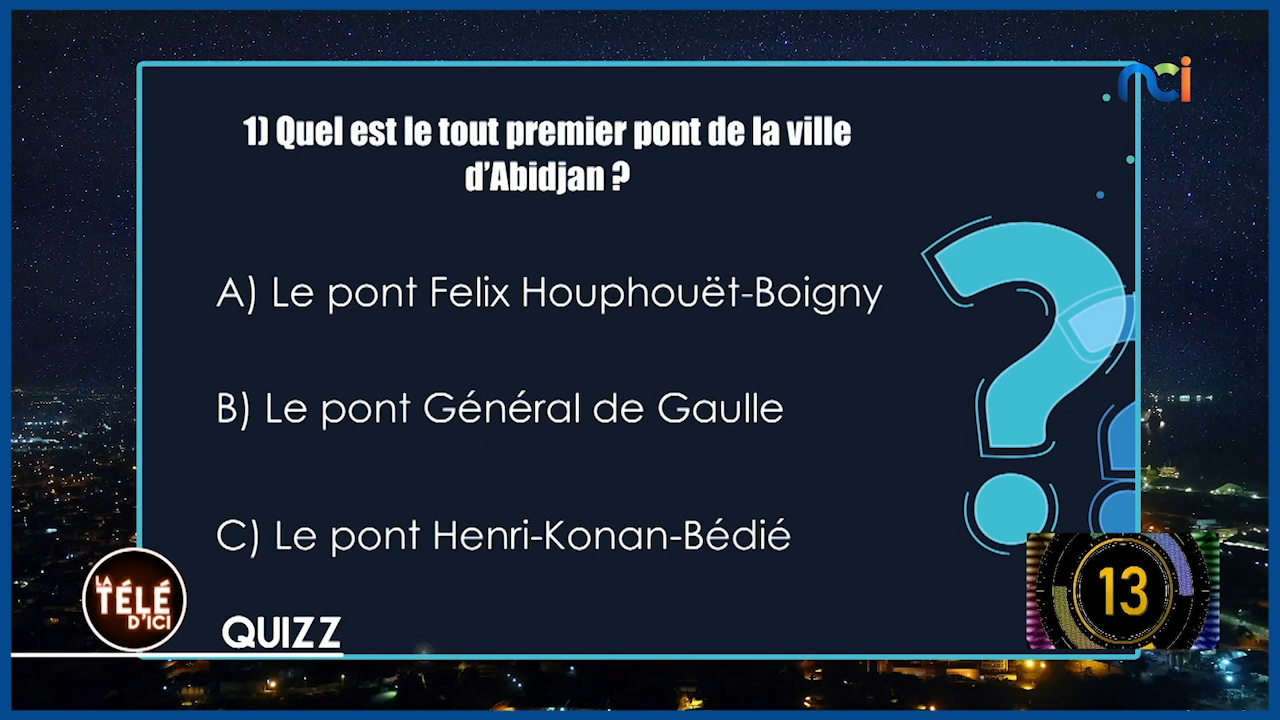 nci
1) Quel est le tout premier pont de la ville
d'Abidjan ?
A) Le pont Felix Houphouët-Boigny
B) Le pont Général de Gaulle
C) Le pont Henri-Konan-Bédié
LA
TÉLÉ
D'ICI
13
QUIZZ